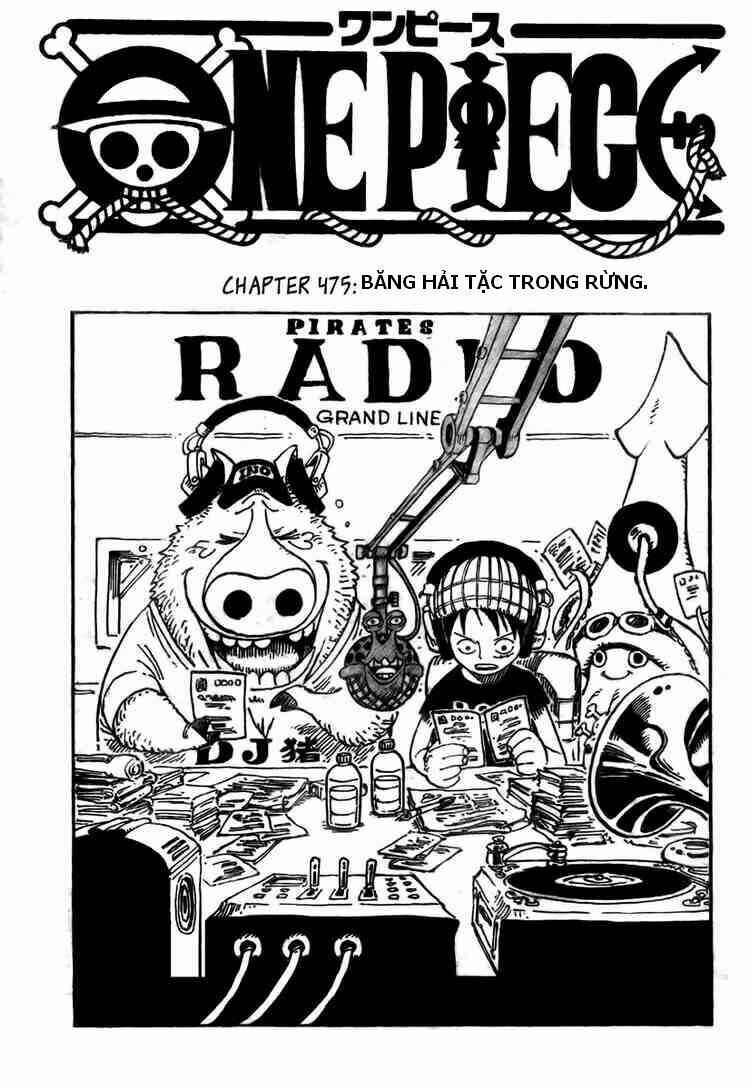 ワンピース
ONE PIECE
CHAPTER 475: BĂNG HẢI TẶC TRONG RỪNG.
PIRATES
RADIO
GRAND LINE
INO
DJ 猪